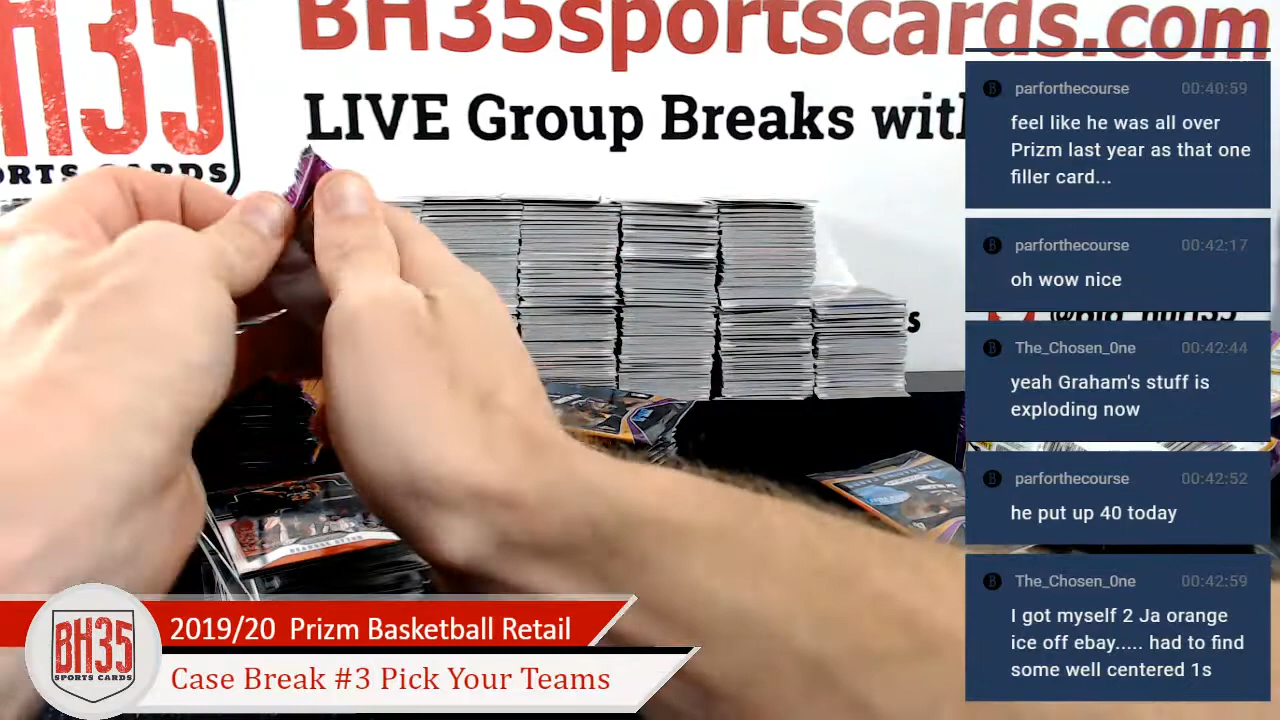 H35
PORTS CARDS
BH35sportscards.com
LIVE Group Breaks with
parforthecourse 00:40:59
feel like he was all over
Prizm last year as that one
filler card...
parforthecourse 00:42:17
oh wow nice
The_Chosen_0ne 00:42:44
yeah Graham's stuff is
exploding now
parforthecourse 00:42:52
he put up 40 today
The_Chosen_0ne 00:42:59
I got myself 2 Ja orange
ice off ebay..... had to find
some well centered 1s
BH35
SPORTS CARDS
2019/20 Prizm Basketball Retail
Case Break #3 Pick Your Teams